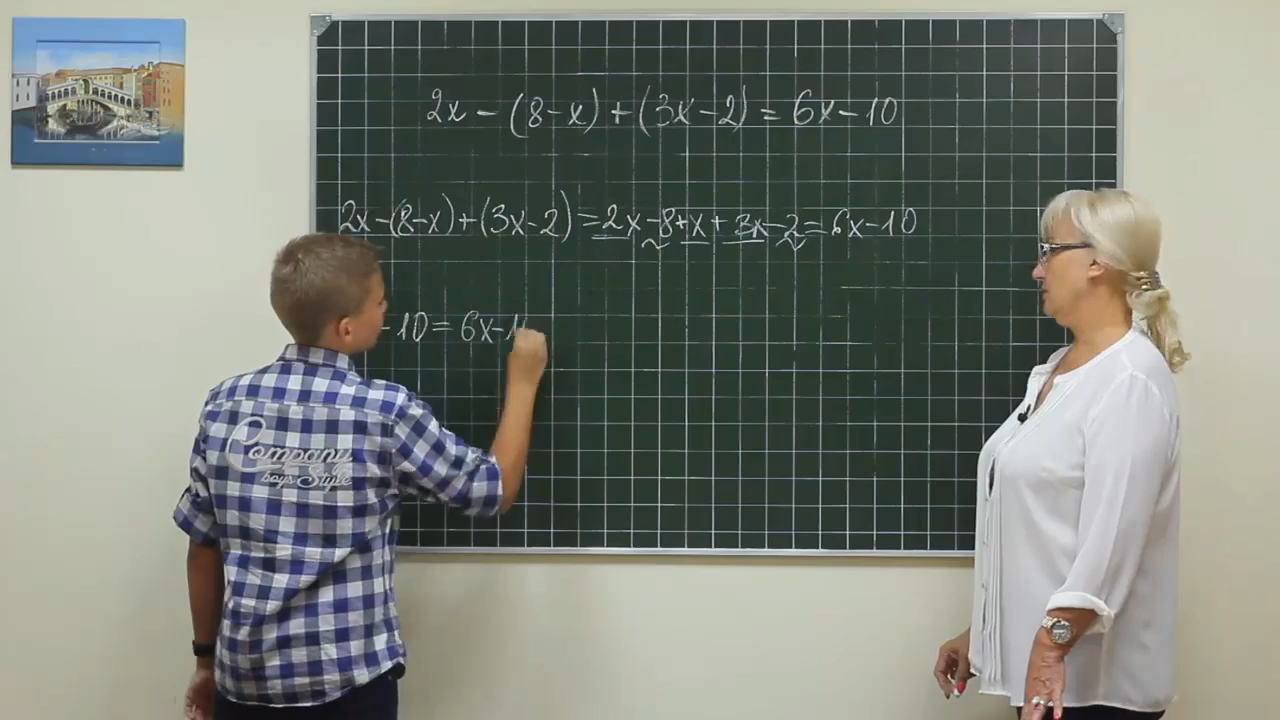 2x - (8-x) + (3x-2) = 6x-10
2x-(8-x)+(3x-2)=2x-8+x+3x-2=6x-10
-10=6x-1
Company
boys Style